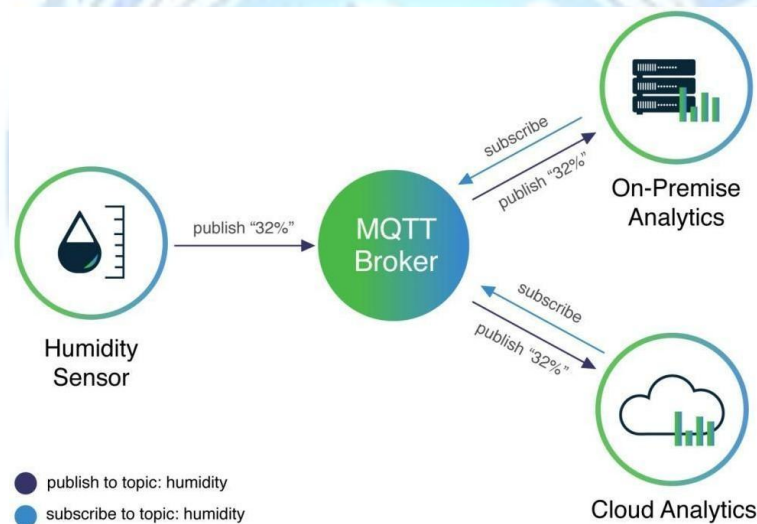 subscribe
publish “32%”
On-Premise
Analytics
publish “32%”
MQTT
Broker
subscribe
publish “32%”
Humidity
Sensor
publish to topic: humidity
subscribe to topic: humidity
Cloud Analytics